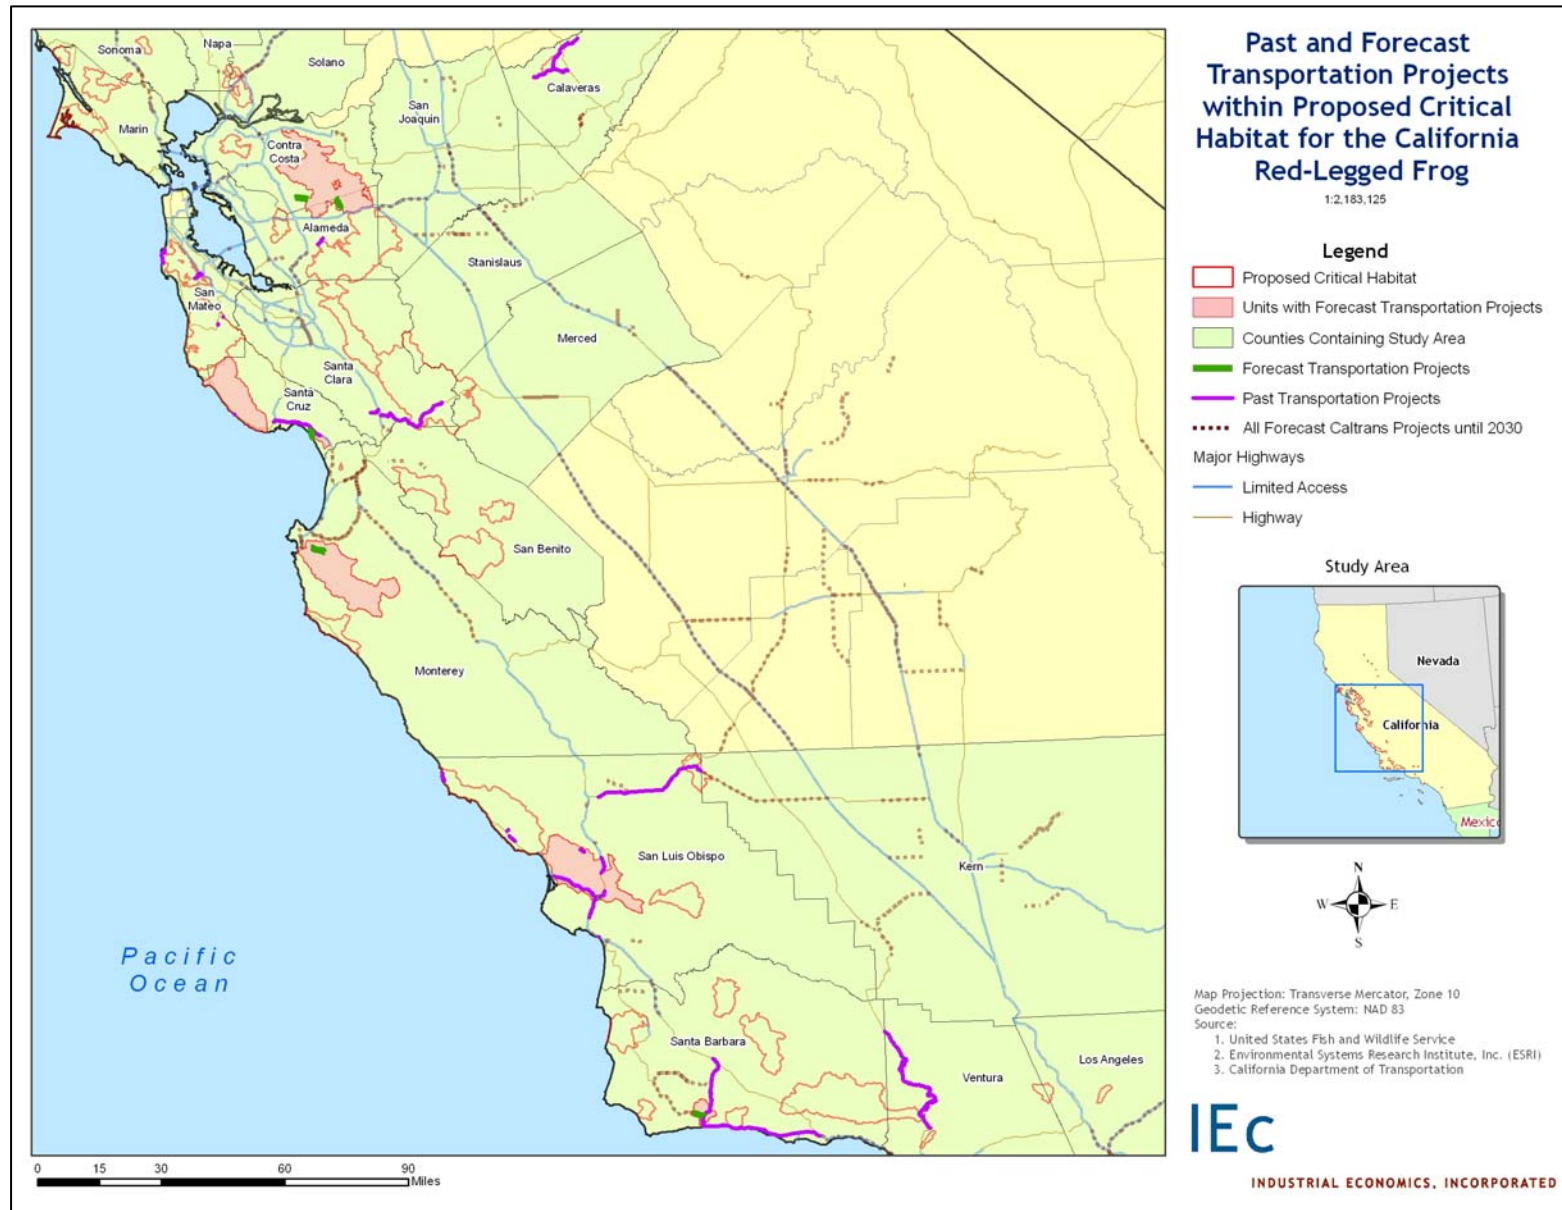 Past and Forecast
Transportation Projects
within Proposed Critical
Habitat for the California
Red-Legged Frog
1:2,183,125
Legend
Proposed Critical Habitat
Units with Forecast Transportation Projects
Counties Containing Study Area
Forecast Transportation Projects
Past Transportation Projects
All Forecast Caltrans Projects until 2030
Major Highways
Limited Access
Highway
Study Area
Nevada
California
Mexico
N
W
E
S
Map Projection: Transverse Mercator, Zone 10
Geodetic Reference System: NAD 83
Source:
1. United States Fish and Wildlife Service
2. Environmental Systems Research Institute, Inc. (ESRI)
3. California Department of Transportation
IEc
INDUSTRIAL ECONOMICS, INCORPORATED
Sonoma
Napa
Solano
Marin
San
Joaquin
Calaveras
Contra
Costa
Alameda
Stanislaus
San
Mateo
Merced
Santa
Clara
Santa
Cruz
San Benito
Monterey
San Luis Obispo
Kern
Pacific
Ocean
Santa Barbara
Ventura
Los Angeles
0
15
30
60
90
Miles